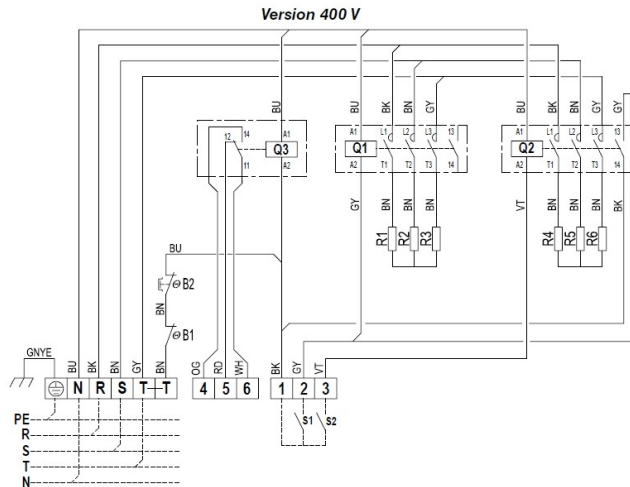 Version 400 V
BU BU BK BN GY BU BK BN GY GY
A1 A1 L1 L2 L3 13 A1 L1 L2 L3 13
12 14
Q3 Q1 Q2
11
A2 A2 T1 T2 T3 14 A2 T1 T2 T3 14
GY BN BN BN VT BN BN BN BK
R1 R2 R3 R4 R5 R6
BU
B2
BN
B1
GNYE
BU BK BN GY BN OG RD WH BK GY VT
N R S T T 4 5 6 1 2 3
S1 S2
PE
R
S
T
N